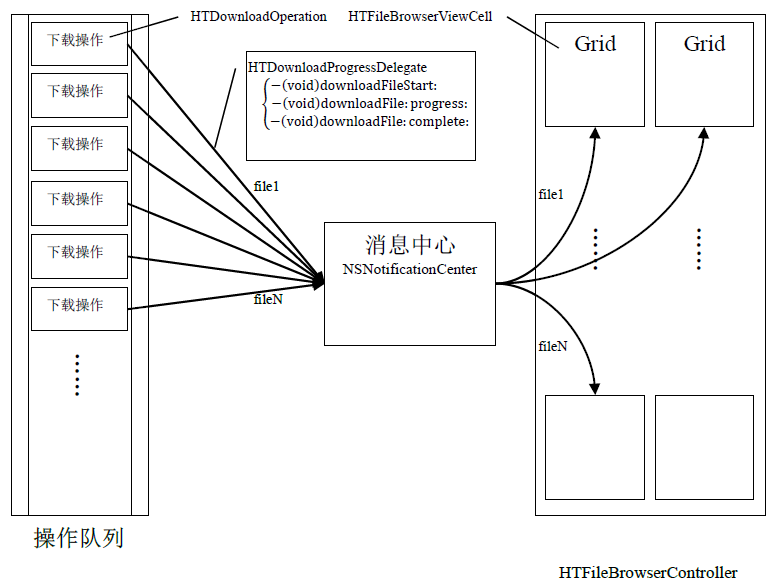 HTDownloadOperation
HTFileBrowserViewCell
下载操作
下载操作
下载操作
下载操作
下载操作
下载操作
······
操作队列
HTDownloadProgressDelegate
－(void)downloadFileStart:
－(void)downloadFile: progress:
－(void)downloadFile: complete:
file1
fileN
消息中心
NSNotificationCenter
Grid
Grid
file1
······
······
fileN
HTFileBrowserController